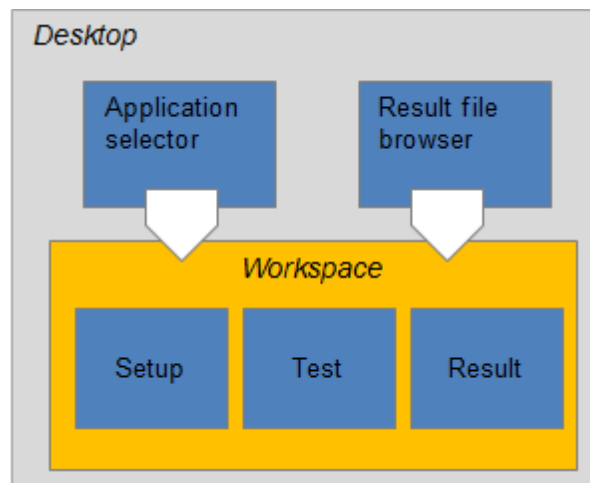 Desktop
Application
selector
Result file
browser
Workspace
Setup
Test
Result